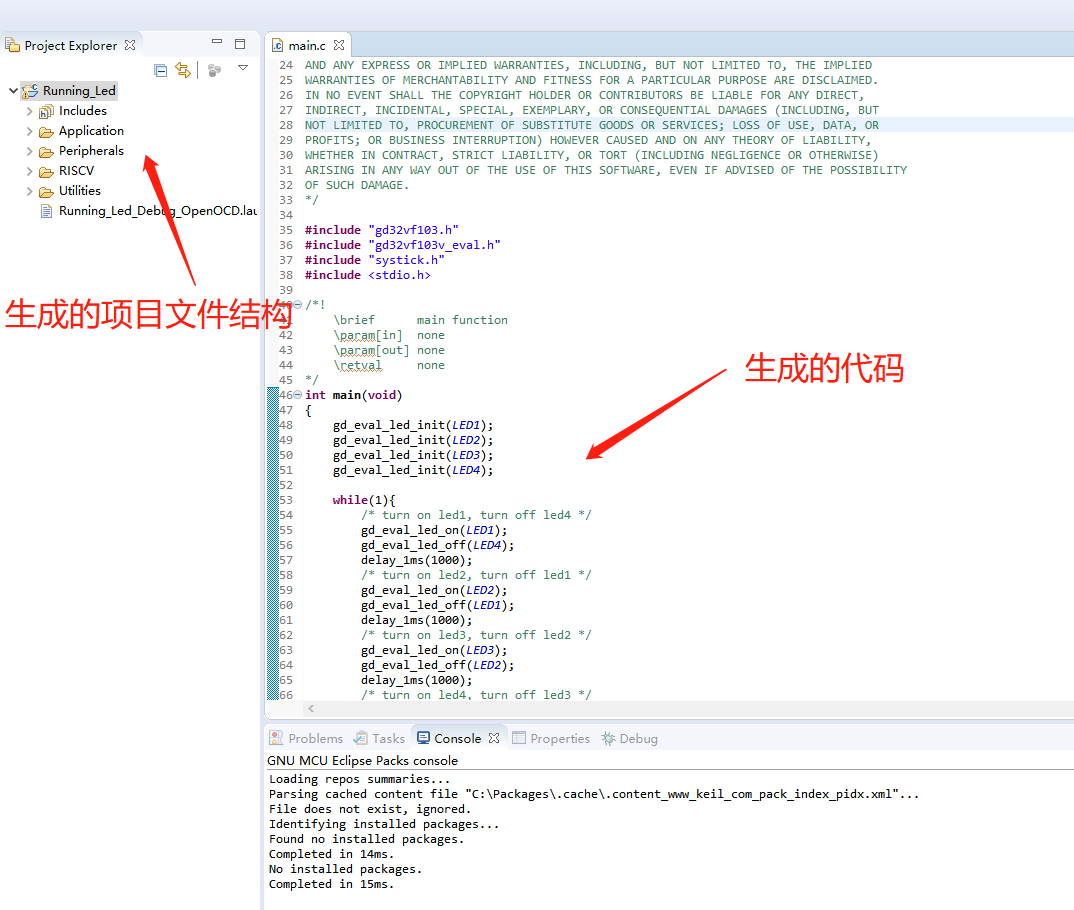 Project Explorer
Running_Led
Includes
Application
Peripherals
RISCV
Utilities
Running_Led_Debug_OpenOCD.lau
生成的项目文件结构
main.c
24 AND ANY EXPRESS OR IMPLIED WARRANTIES, INCLUDING, BUT NOT LIMITED TO, THE IMPLIED
25 WARRANTIES OF MERCHANTABILITY AND FITNESS FOR A PARTICULAR PURPOSE ARE DISCLAIMED.
26 IN NO EVENT SHALL THE COPYRIGHT HOLDER OR CONTRIBUTORS BE LIABLE FOR ANY DIRECT,
27 INDIRECT, INCIDENTAL, SPECIAL, EXEMPLARY, OR CONSEQUENTIAL DAMAGES (INCLUDING, BUT
28 NOT LIMITED TO, PROCUREMENT OF SUBSTITUTE GOODS OR SERVICES; LOSS OF USE, DATA, OR
29 PROFITS; OR BUSINESS INTERRUPTION) HOWEVER CAUSED AND ON ANY THEORY OF LIABILITY,
30 WHETHER IN CONTRACT, STRICT LIABILITY, OR TORT (INCLUDING NEGLIGENCE OR OTHERWISE)
31 ARISING IN ANY WAY OUT OF THE USE OF THIS SOFTWARE, EVEN IF ADVISED OF THE POSSIBILITY
32 OF SUCH DAMAGE.
33 */
34
35 #include "gd32vf103.h"
36 #include "gd32vf103v_eval.h"
37 #include "systick.h"
38 #include <stdio.h>
39
40 /*!
41 \brief main function
42 \param[in] none
43 \param[out] none
44 \retval none
45 */
46 int main(void)
47 {
48 gd_eval_led_init(LED1);
49 gd_eval_led_init(LED2);
50 gd_eval_led_init(LED3);
51 gd_eval_led_init(LED4);
52
53 while(1){
54 /* turn on led1, turn off led4 */
55 gd_eval_led_on(LED1);
56 gd_eval_led_off(LED4);
57 delay_1ms(1000);
58 /* turn on led2, turn off led1 */
59 gd_eval_led_on(LED2);
60 gd_eval_led_off(LED1);
61 delay_1ms(1000);
62 /* turn on led3, turn off led2 */
63 gd_eval_led_on(LED3);
64 gd_eval_led_off(LED2);
65 delay_1ms(1000);
66 /* turn on led4, turn off led3 */
生成的代码
Problems Tasks Console Properties Debug
GNU MCU Eclipse Packs console
Loading repos summaries...
Parsing cached content file "C:\Packages\.cache\.content_www_keil_com_pack_index_pidx.xml"...
File does not exist, ignored.
Identifying installed packages...
Found no installed packages.
Completed in 14ms.
No installed packages.
Completed in 15ms.